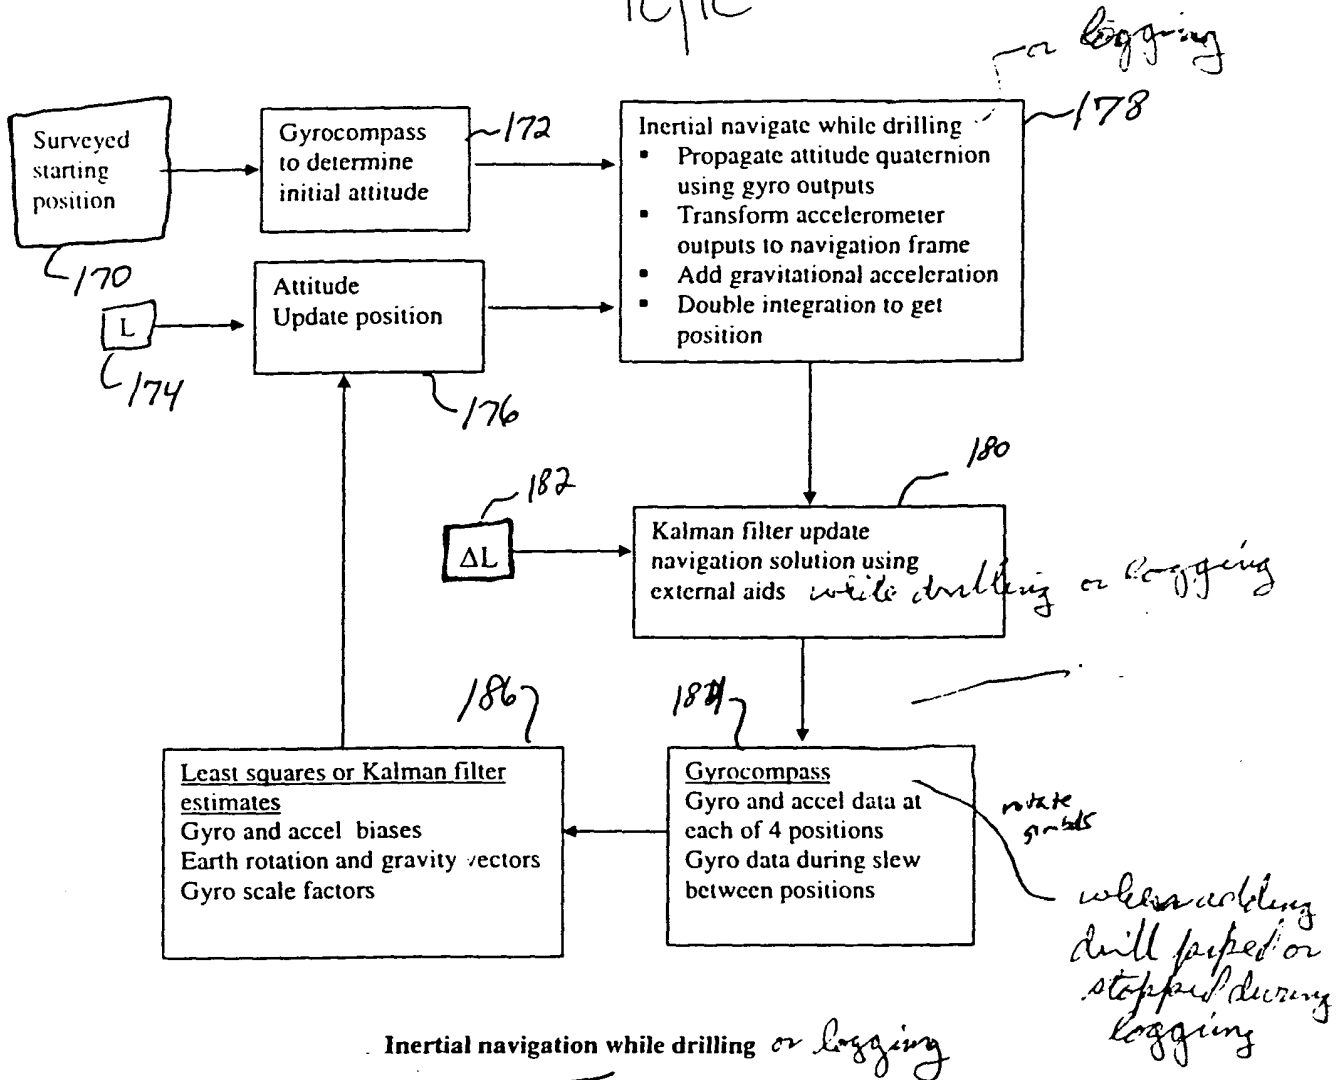 or logging
Surveyed
starting
position
170
Gyrocompass
to determine
initial attitude
172
Inertial navigate while drilling
▪ Propagate attitude quaternion
using gyro outputs
▪ Transform accelerometer
outputs to navigation frame
▪ Add gravitational acceleration
▪ Double integration to get
position
178
L
174
Attitude
Update position
176
180
182
ΔL
Kalman filter update
navigation solution using
external aids while drilling or logging
186
184
Least squares or Kalman filter
estimates
Gyro and accel biases
Earth rotation and gravity vectors
Gyro scale factors
Gyrocompass
Gyro and accel data at
each of 4 positions
Gyro data during slew
between positions
rotate
gimbals
when adding
drill piped or
stopped during
logging
Inertial navigation while drilling or logging